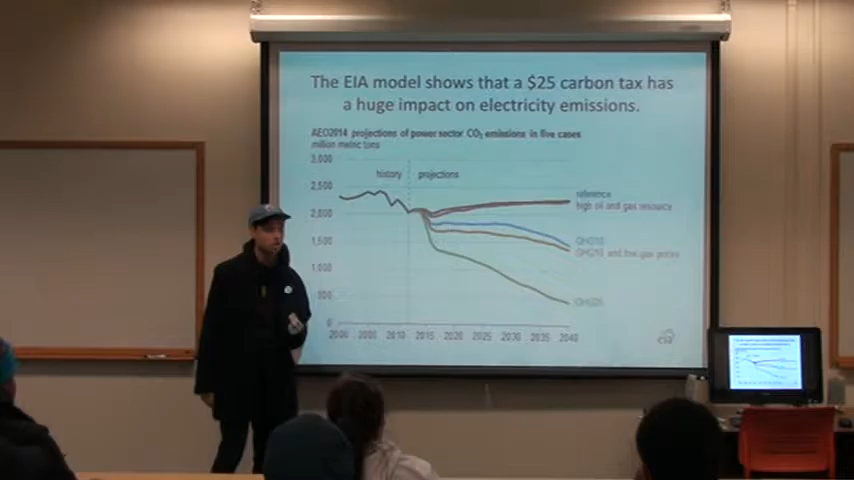 The EIA model shows that a $25 carbon tax has
a huge impact on electricity emissions.
AEO2014 projections of power sector CO₂ emissions in five cases
million metric tons
3,000
history projections
2,500
reference
2,000
high oil and gas resource
1,500
GHG10
GHG10 and low gas prices
1,000
500
GHG25
0
2000 2005 2010 2015 2020 2025 2030 2035 2040
eia